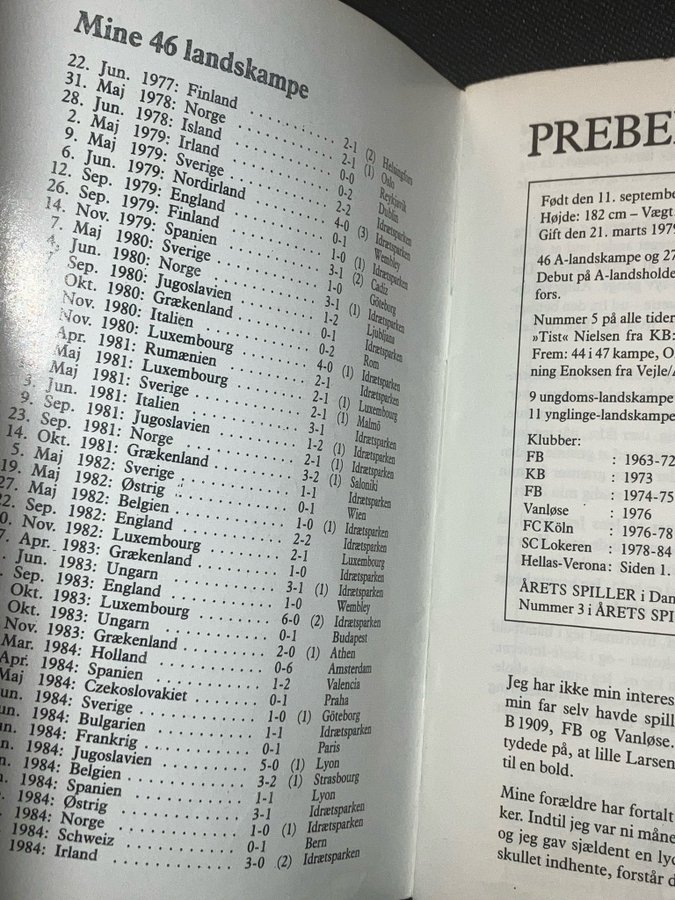 Mine 46 landskampe
22. Jun. 1977: Finland 2-1 (2) Helsingfors
31. Maj 1978: Norge 2-1 (1) Oslo
28. Jun. 1978: Island 0-0 Reykjavik
2. Maj 1979: Irland 0-2 Dublin
9. Maj 1979: Sverige 2-2 Idrætsparken
6. Jun. 1979: Nordirland 4-0 (3) Idrætsparken
12. Sep. 1979: England 0-1 Wembley
26. Sep. 1979: Finland 1-0 (1) Idrætsparken
14. Nov. 1979: Spanien 3-1 (2) Cadiz
7. Maj 1980: Sverige 1-0 Göteborg
4. Jun. 1980: Norge 3-1 (1) Idrætsparken
Sep. 1980: Jugoslavien 1-2 Ljubljana
Okt. 1980: Grækenland 0-1 Idrætsparken
Nov. 1980: Italien 0-2 Rom
Nov. 1980: Luxembourg 4-0 (1) Idrætsparken
Apr. 1981: Rumænien 2-1 Idrætsparken
Maj 1981: Luxembourg 2-1 (1) Luxembourg
Maj 1981: Sverige 2-1 (1) Malmö
3. Jun. 1981: Italien 3-1 Idrætsparken
9. Sep. 1981: Jugoslavien 1-2 (1) Idrætsparken
23. Sep. 1981: Norge 2-1 (1) Idrætsparken
14. Okt. 1981: Grækenland 3-2 (1) Saloniki
5. Maj 1982: Sverige 1-1 Idrætsparken
19. Maj 1982: Østrig 0-1 Wien
27. Maj 1982: Belgien 1-0 (1) Idrætsparken
22. Sep. 1982: England 2-2 Idrætsparken
0. Nov. 1982: Luxembourg 2-1 Luxembourg
Apr. 1983: Grækenland 1-0 Idrætsparken
Jun. 1983: Ungarn 3-1 (1) Idrætsparken
Sep. 1983: England 1-0 Wembley
Okt. 1983: Luxembourg 6-0 (2) Idrætsparken
Okt. 1983: Ungarn 0-1 Budapest
Nov. 1983: Grækenland 2-0 (1) Athen
Mar. 1984: Holland 0-6 Amsterdam
Apr. 1984: Spanien 1-2 Valencia
Maj 1984: Czekoslovakiet 0-1 Praha
un. 1984: Sverige 1-0 (1) Göteborg
un. 1984: Bulgarien 1-1 Idrætsparken
un. 1984: Frankrig 0-1 Paris
n. 1984: Jugoslavien 5-0 (1) Lyon
n. 1984: Belgien 3-2 (1) Strasbourg
n. 1984: Spanien 1-1 Lyon
1984: Østrig 3-1 Idrætsparken
1984: Norge 1-0 (1) Idrætsparken
1984: Schweiz 0-1 Bern
1984: Irland 3-0 (2) Idrætsparken
PREBE
Født den 11. september
Højde: 182 cm – Vægt
Gift den 21. marts 1979
46 A-landskampe og 27
Debut på A-landsholde
fors.
Nummer 5 på alle tider
»Tist« Nielsen fra KB:
Frem: 44 i 47 kampe, O
ning Enoksen fra Vejle/
9 ungdoms-landskampe
11 ynglinge-landskampe
Klubber:
FB : 1963-72
KB : 1973
FB : 1974-75
Vanløse : 1976
FC Köln : 1976-78
SC Lokeren : 1978-84
Hellas-Verona: Siden 1.
ÅRETS SPILLER i Dan
Nummer 3 i ÅRETS SP
Jeg har ikke min interes
min far selv havde spill
B 1909, FB og Vanløse.
tydede på, at lille Larsen
til en bold.
Mine forældre har fortalt
ker. Indtil jeg var ni måne
og jeg gav sjældent en lyd
skullet indhente, forstår d